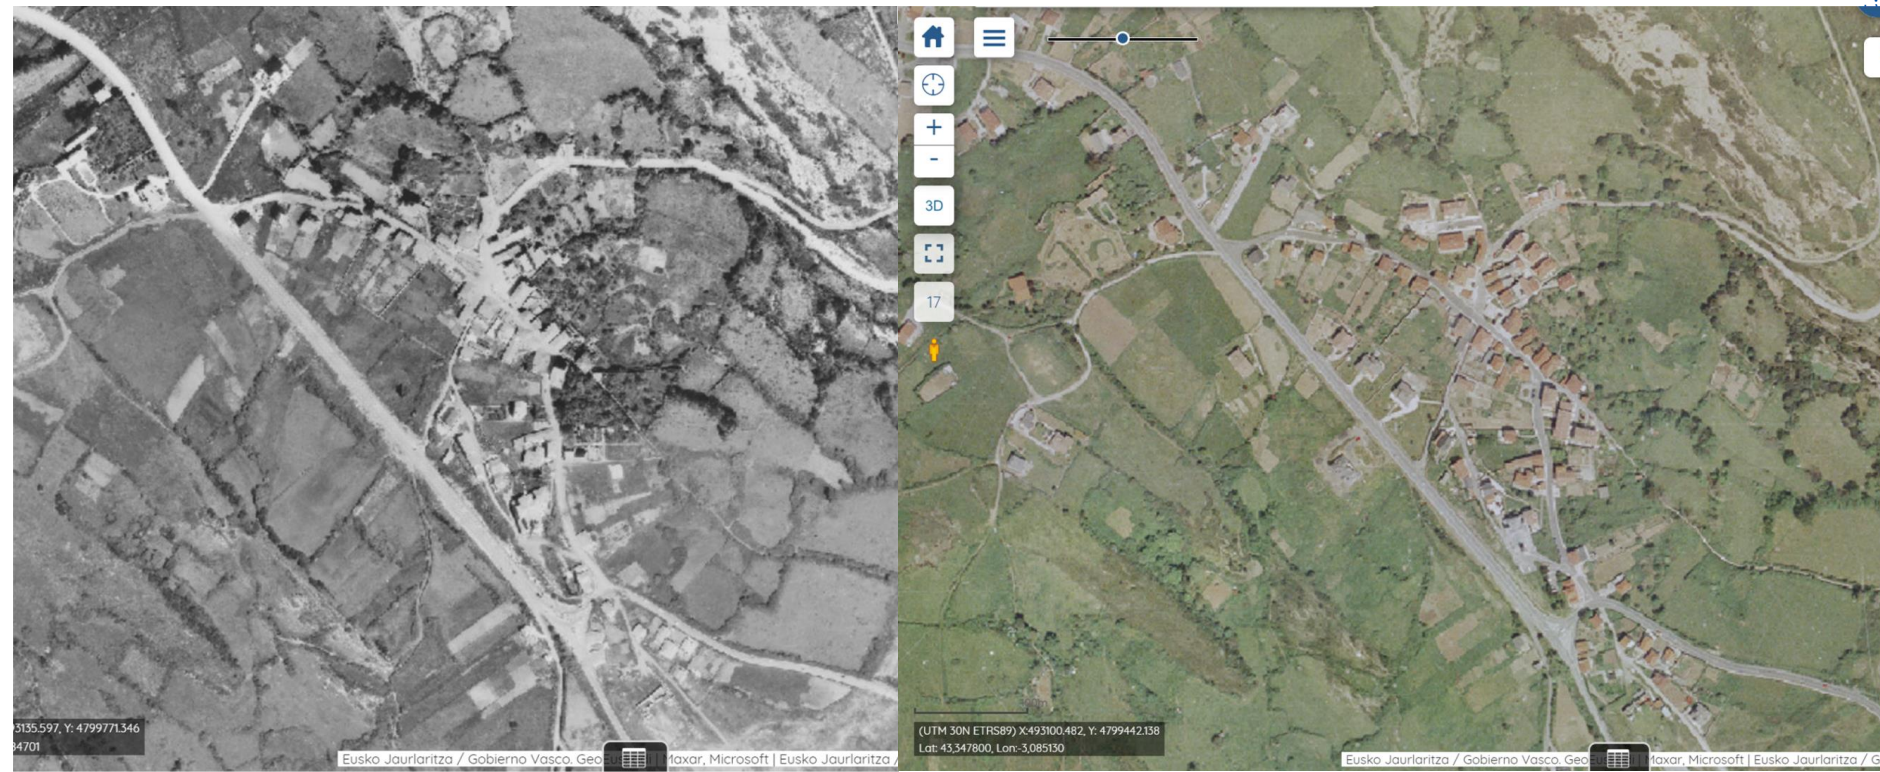 3135.597, Y: 4799771.346
34701
Eusko Jaurlaritza / Gobierno Vasco. Geo
Maxar, Microsoft | Eusko Jaurlaritza /
+
-
3D
17
(UTM 30N ETRS89) X:493100.482, Y: 4799442.138
Lat: 43,347800, Lon:-3,085130
Eusko Jaurlaritza / Gobierno Vasco. Geo
Maxar, Microsoft | Eusko Jaurlaritza / G